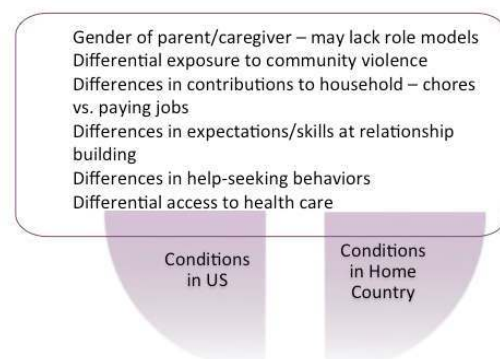 Gender of parent/caregiver – may lack role models
Differential exposure to community violence
Differences in contributions to household – chores
vs. paying jobs
Differences in expectations/skills at relationship
building
Differences in help-seeking behaviors
Differential access to health care
Conditions
in US
Conditions
in Home
Country